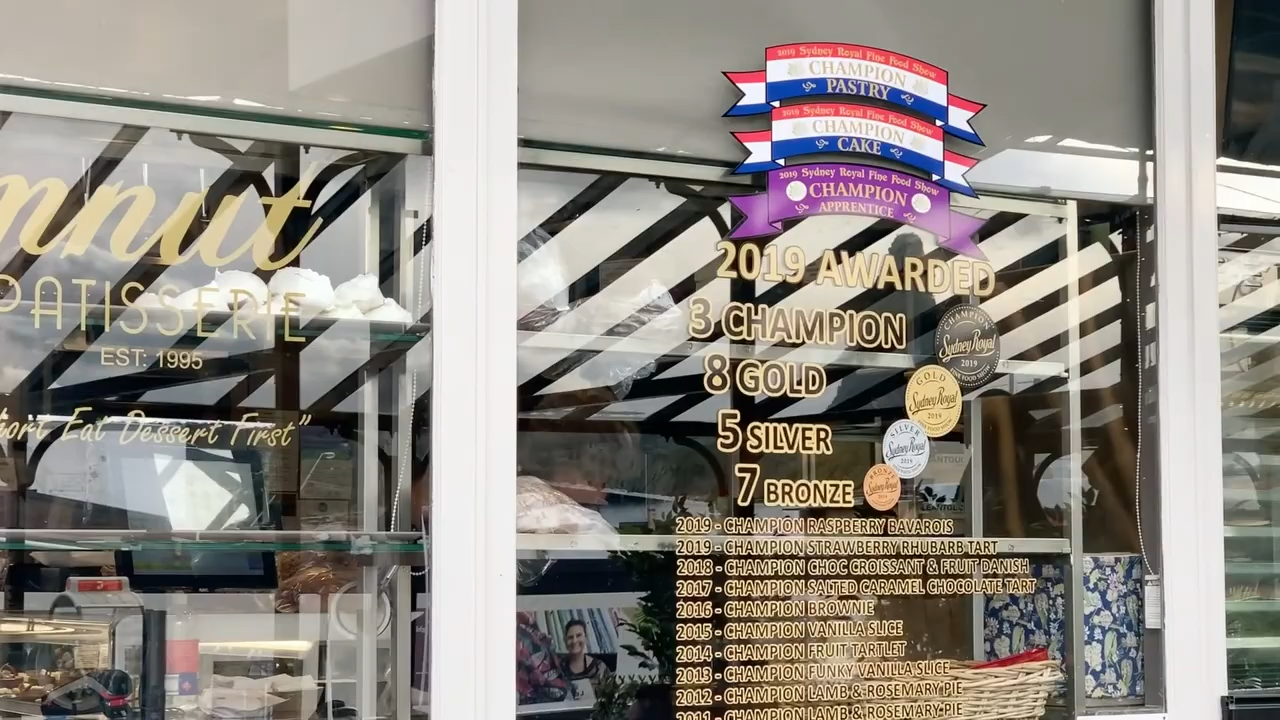 nnut
PATISSERIE
EST: 1995
Eat Dessert First"
2019 Sydney Royal Fine Food Show
CHAMPION
PASTRY
2019 Sydney Royal Fine Food Show
CHAMPION
CAKE
2019 Sydney Royal Fine Food Show
CHAMPION
APPRENTICE
2019 AWARDED
3 CHAMPION
8 GOLD
5 SILVER
7 BRONZE
CHAMPION
Sydney Royal
2019
FINE FOOD SHOW
GOLD
Sydney Royal
2019
SILVER
Sydney Royal
2019
BRONZE
Sydney Royal
2019 - CHAMPION RASPBERRY BAVAROIS
2019 - CHAMPION STRAWBERRY RHUBARB TART
2018 - CHAMPION CHOC CROISSANT & FRUIT DANISH
2017 - CHAMPION SALTED CARAMEL CHOCOLATE TART
2016 - CHAMPION BROWNIE
2015 - CHAMPION VANILLA SLICE
2014 - CHAMPION FRUIT TARTLET
2013 - CHAMPION FUNKY VANILLA SLICE
2012 - CHAMPION LAMB & ROSEMARY PIE
2011 - CHAMPION LAMB & ROSEMARY PIE